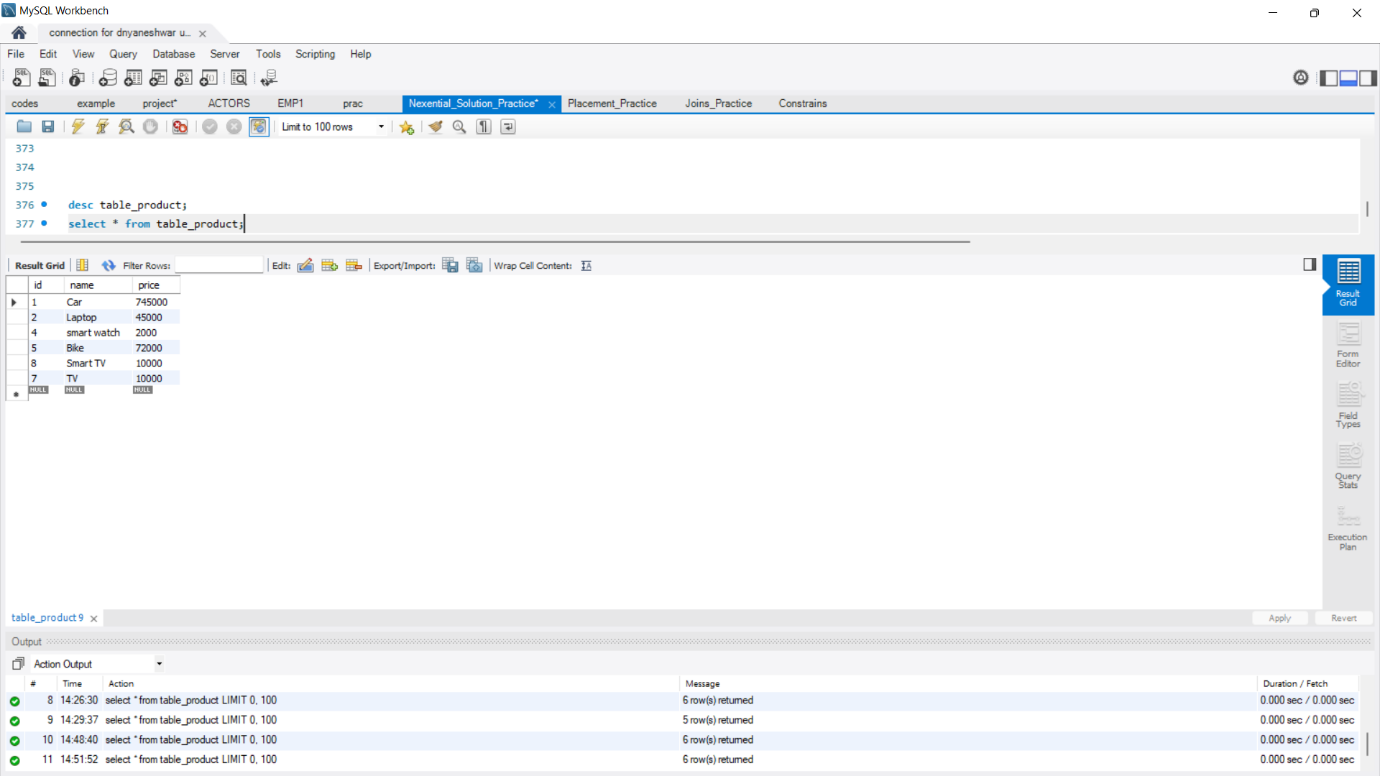 MySQL Workbench
connection for dnyaneshwar u...
File Edit View Query Database Server Tools Scripting Help
codes example project* ACTORS EMP1 prac Nexential_Solution_Practice* Placement_Practice Joins_Practice Constrains
Limit to 100 rows
373
374
375
376 desc table_product;
377 select * from table_product;
Result Grid Filter Rows: Edit: Export/Import: Wrap Cell Content:
id name price
1 Car 745000
2 Laptop 45000
4 smart watch 2000
5 Bike 72000
8 Smart TV 10000
7 TV 10000
NULL NULL NULL
Result
Grid
Form
Editor
Field
Types
Query
Stats
Execution
Plan
table_product 9 Apply Revert
Output
Action Output
# Time Action Message Duration / Fetch
8 14:26:30 select * from table_product LIMIT 0, 100 6 row(s) returned 0.000 sec / 0.000 sec
9 14:29:37 select * from table_product LIMIT 0, 100 5 row(s) returned 0.000 sec / 0.000 sec
10 14:48:40 select * from table_product LIMIT 0, 100 6 row(s) returned 0.000 sec / 0.000 sec
11 14:51:52 select * from table_product LIMIT 0, 100 6 row(s) returned 0.000 sec / 0.000 sec